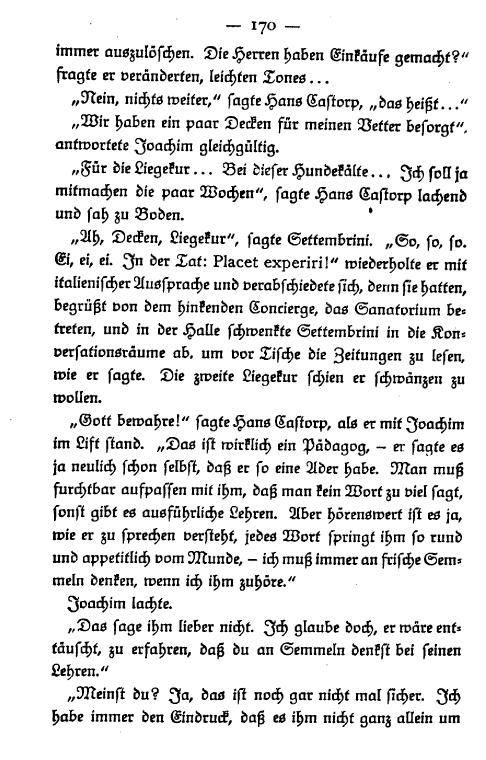 — 170 —
immer auszulöschen. Die Herren haben Einkäufe gemacht?“
fragte er veränderten, leichten Tones...
„Nein, nichts weiter,“ sagte Hans Castorp, „das heißt...“
„Wir haben ein paar Decken für meinen Vetter besorgt“,
antwortete Joachim gleichgültig.
„Für die Liegekur... Bei dieser Hundekälte... Ich soll ja
mitmachen die paar Wochen“, sagte Hans Castorp lachend
und sah zu Boden.
„Ah, Decken, Liegekur“, sagte Settembrini. „So, so, so.
Ei, ei, ei. In der Tat: Placet experiri!“ wiederholte er mit
italienischer Aussprache und verabschiedete sich, denn sie hatten,
begrüßt von dem hinkenden Concierge, das Sanatorium be-
treten, und in der Halle schwenkte Settembrini in die Kon-
versationsräume ab, um vor Tische die Zeitungen zu lesen,
wie er sagte. Die zweite Liegekur schien er schwänzen zu
wollen.
„Gott bewahre!“ sagte Hans Castorp, als er mit Joachim
im Lift stand. „Das ist wirklich ein Pädagog, – er sagte es
ja neulich schon selbst, daß er so eine Ader habe. Man muß
furchtbar aufpassen mit ihm, daß man kein Wort zu viel sagt,
sonst gibt es ausführliche Lehren. Aber hörenswert ist es ja,
wie er zu sprechen versteht, jedes Wort springt ihm so rund
und appetitlich vom Munde, – ich muß immer an frische Sem-
meln denken, wenn ich ihm zuhöre.“
Joachim lachte.
„Das sage ihm lieber nicht. Ich glaube doch, er wäre ent-
täuscht, zu erfahren, daß du an Semmeln denkst bei seinen
Lehren.“
„Meinst du? Ja, das ist noch gar nicht mal sicher. Ich
habe immer den Eindruck, daß es ihm nicht ganz allein um